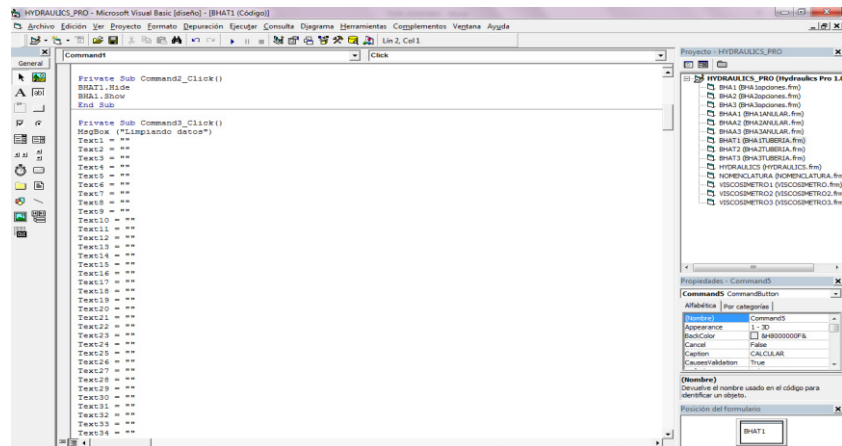 HYDRAULICS_PRO - Microsoft Visual Basic [diseño] - [BHAT1 (Código)]
Archivo Edición Ver Proyecto Formato Depuración Ejecutar Consulta Diagrama Herramientas Complementos Ventana Ayuda
Lín 2, Col 1
General
Command1 Click
Private Sub Command2_Click()
BHAT1.Hide
BHA1.Show
End Sub
Private Sub Command3_Click()
MsgBox ("Limpiando datos")
Text1 = ""
Text2 = ""
Text3 = ""
Text4 = ""
Text5 = ""
Text6 = ""
Text7 = ""
Text8 = ""
Text9 = ""
Text10 = ""
Text11 = ""
Text12 = ""
Text13 = ""
Text14 = ""
Text15 = ""
Text16 = ""
Text17 = ""
Text18 = ""
Text19 = ""
Text20 = ""
Text21 = ""
Text22 = ""
Text23 = ""
Text24 = ""
Text25 = ""
Text26 = ""
Text27 = ""
Text28 = ""
Text29 = ""
Text30 = ""
Text31 = ""
Text32 = ""
Text33 = ""
Text34 = ""
Proyecto - HYDRAULICS_PRO
HYDRAULICS_PRO (Hydraulics Pro 1.
BHA1 (BHA1opciones.frm)
BHA2 (BHA2opciones.frm)
BHA3 (BHA3opciones.frm)
BHAA1 (BHA1ANULAR.frm)
BHAA2 (BHA2ANULAR.frm)
BHAA3 (BHA3ANULAR.frm)
BHAT1 (BHA1TUBERIA.frm)
BHAT2 (BHA2TUBERIA.frm)
BHAT3 (BHA3TUBERIA.frm)
HYDRAULICS (HYDRAULICS.frm)
NOMENCLATURA (NOMENCLATURA.frm
VISCOSIMETRO1 (VISCOSIMETRO.frm)
VISCOSIMETRO2 (VISCOSIMETRO2.frm
VISCOSIMETRO3 (VISCOSIMETRO3.frm
Propiedades - Command5
Command5 CommandButton
Alfabética Por categorías
(Nombre) Command5
Appearance 1 - 3D
BackColor &H8000000F&
Cancel False
Caption CALCULAR
CausesValidation True
(Nombre)
Devuelve el nombre usado en el código para
identificar un objeto.
Posición del formulario
BHAT1